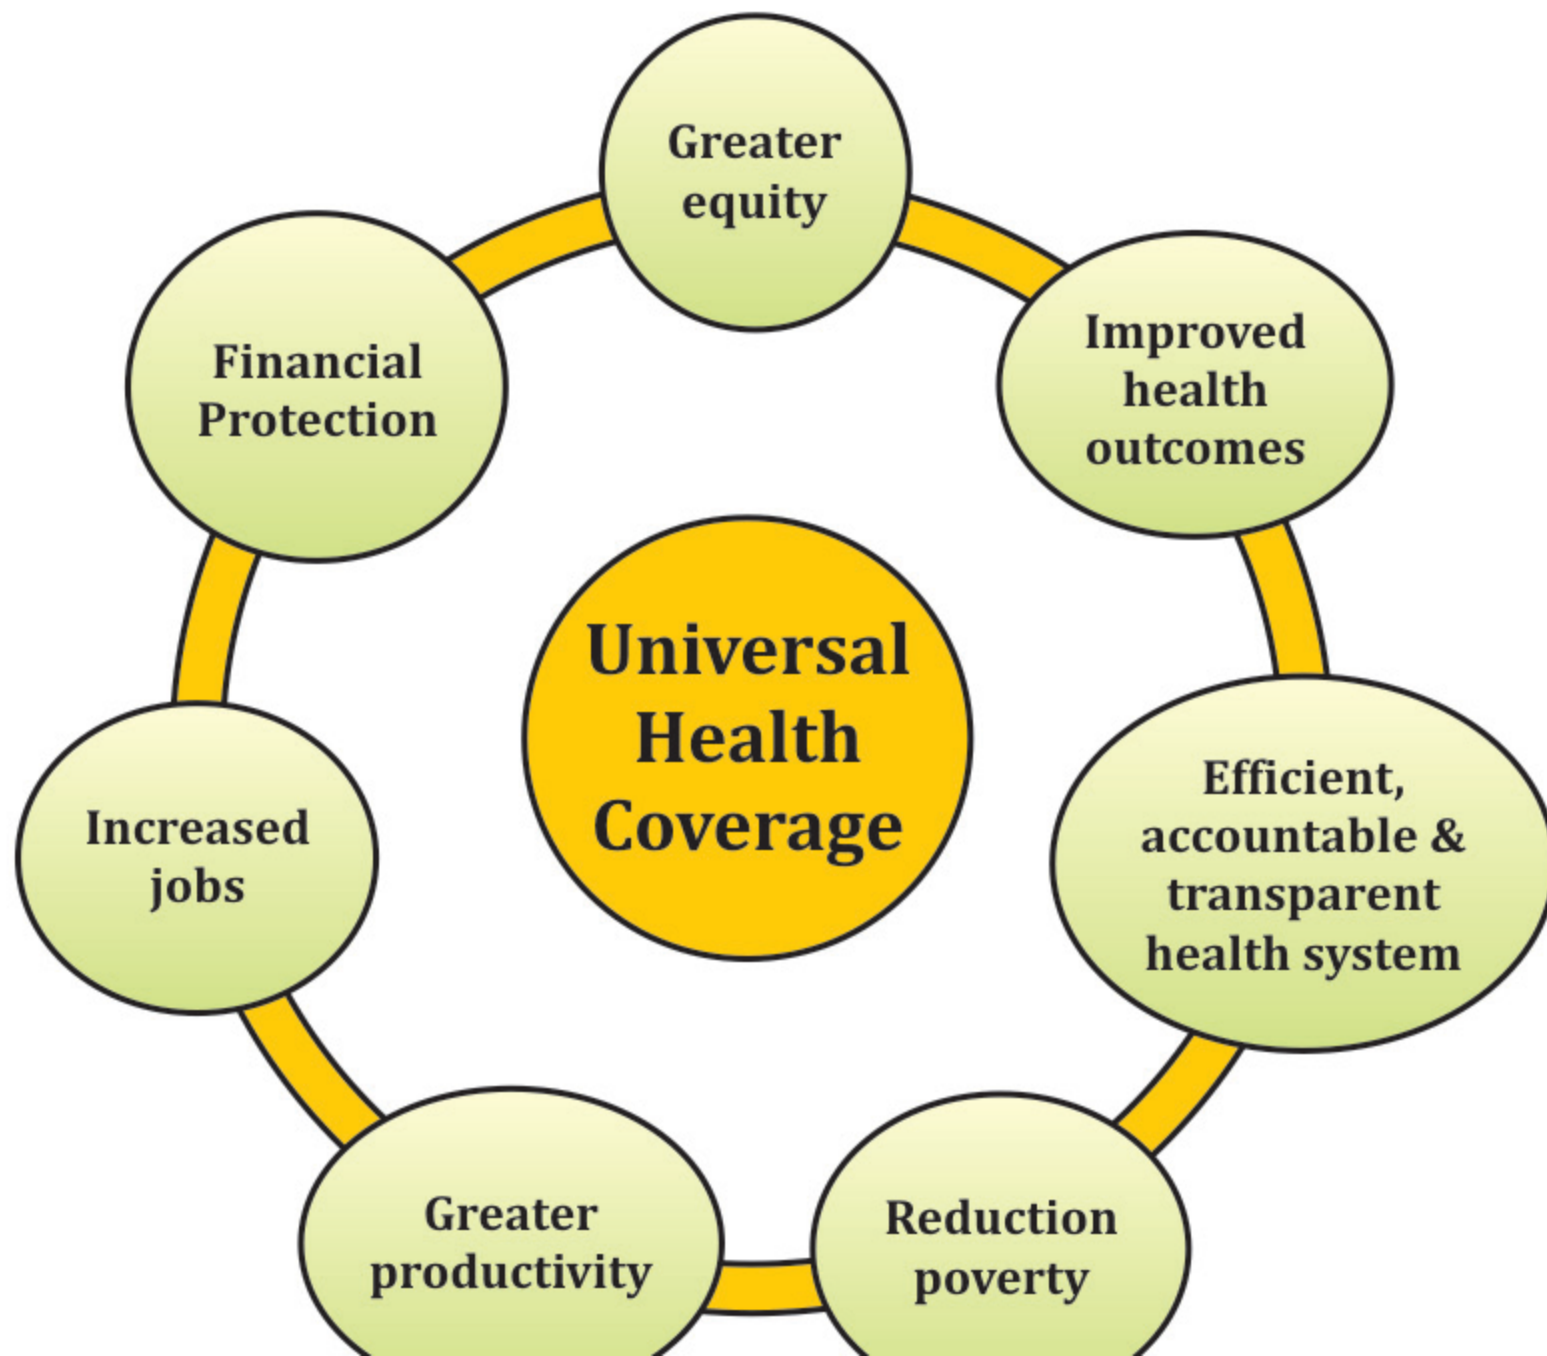 Greater
equity
Improved
health
outcomes
Efficient,
accountable &
transparent
health system
Reduction
poverty
Greater
productivity
Increased
jobs
Financial
Protection
Universal
Health
Coverage